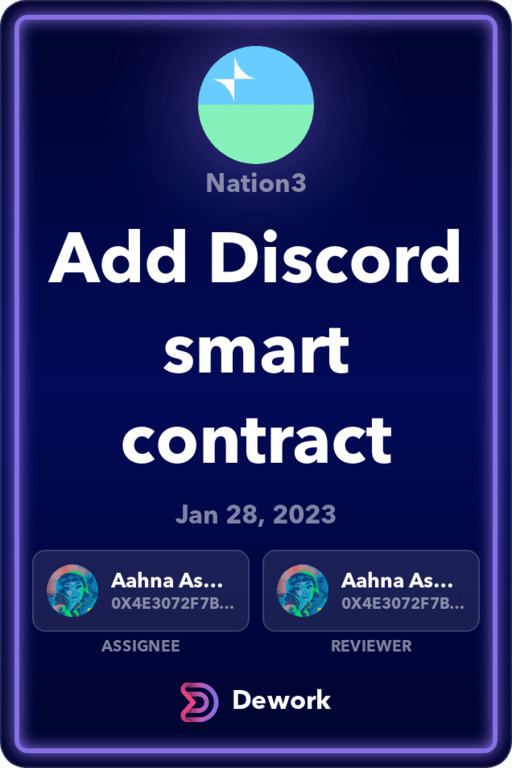 Nation3
Add Discord
smart
contract
Jan 28, 2023
Aahna As...
0X4E3072F7B...
ASSIGNEE
Aahna As...
0X4E3072F7B...
REVIEWER
Dework